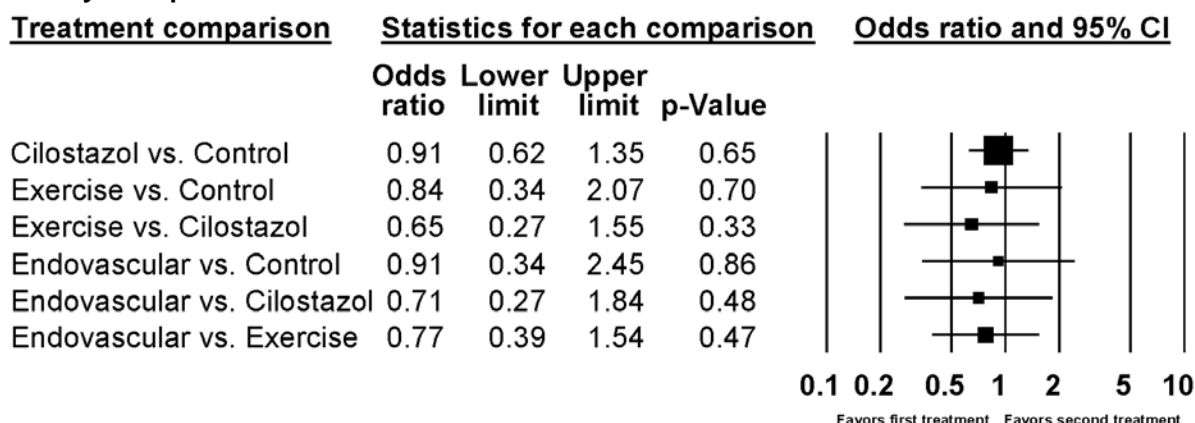 Treatment comparison Statistics for each comparison Odds ratio and 95% CI
Odds Lower Upper
ratio limit limit p-Value
Cilostazol vs. Control 0.91 0.62 1.35 0.65
Exercise vs. Control 0.84 0.34 2.07 0.70
Exercise vs. Cilostazol 0.65 0.27 1.55 0.33
Endovascular vs. Control 0.91 0.34 2.45 0.86
Endovascular vs. Cilostazol 0.71 0.27 1.84 0.48
Endovascular vs. Exercise 0.77 0.39 1.54 0.47
0.1 0.2 0.5 1 2 5 10
Favors first treatment Favors second treatment